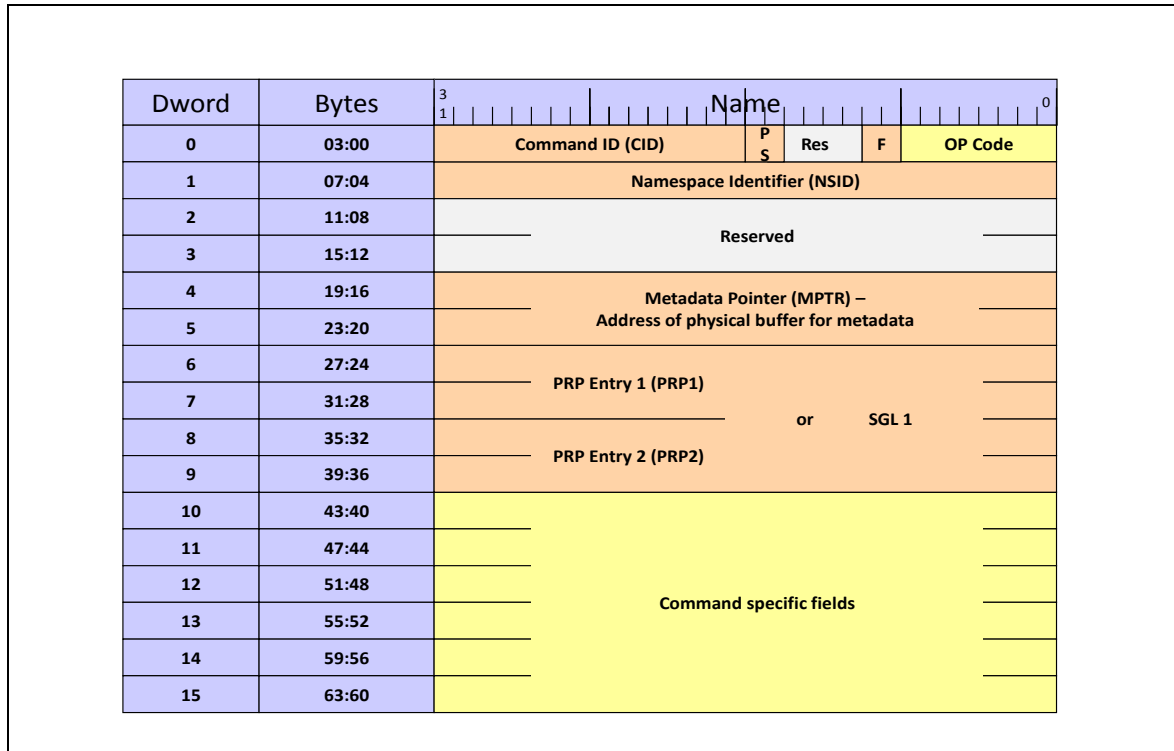 Dword Bytes 31 Name 0
0 03:00 Command ID (CID) PS Res F OP Code
1 07:04 Namespace Identifier (NSID)
2 11:08
Reserved
3 15:12
4 19:16 Metadata Pointer (MPTR) –
5 23:20 Address of physical buffer for metadata
6 27:24
PRP Entry 1 (PRP1)
7 31:28
or SGL 1
8 35:32
PRP Entry 2 (PRP2)
9 39:36
10 43:40
11 47:44
12 51:48
Command specific fields
13 55:52
14 59:56
15 63:60